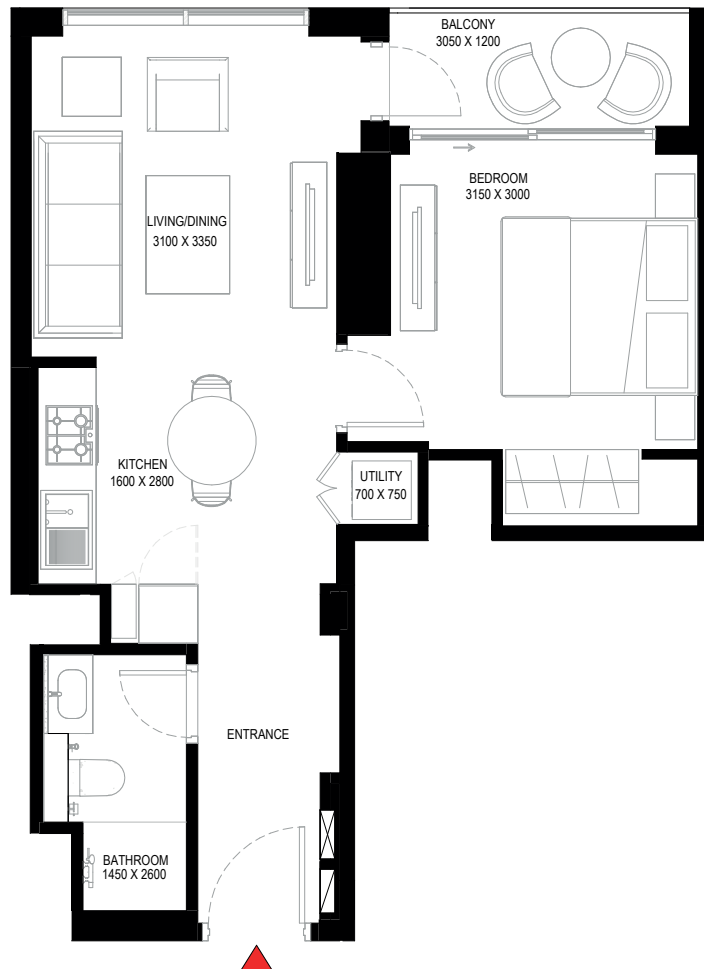 BALCONY
3050 X 1200
BEDROOM
3150 X 3000
LIVING/DINING
3100 X 3350
KITCHEN
1600 X 2800
UTILITY
700 X 750
ENTRANCE
BATHROOM
1450 X 2600